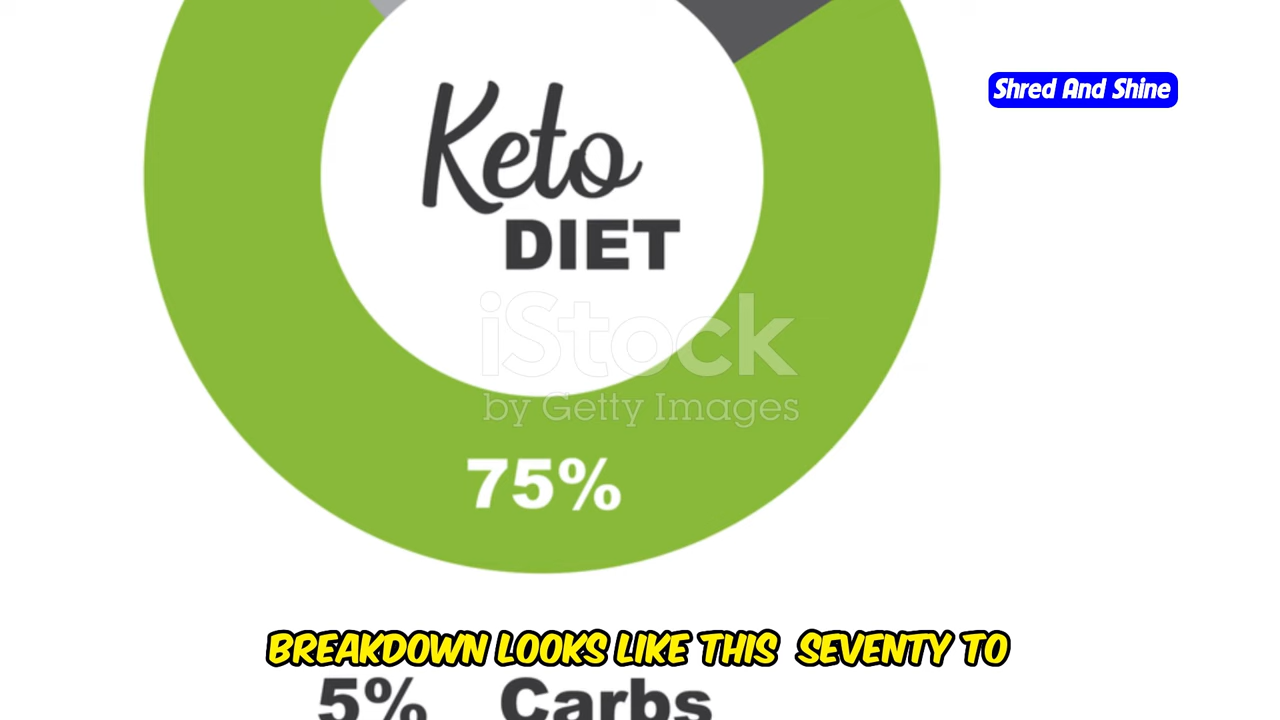 Shred And Shine
Keto
DIET
iStock
by Getty Images
75%
BREAKDOWN LOOKS LIKE THIS SEVENTY TO
5% Carbs